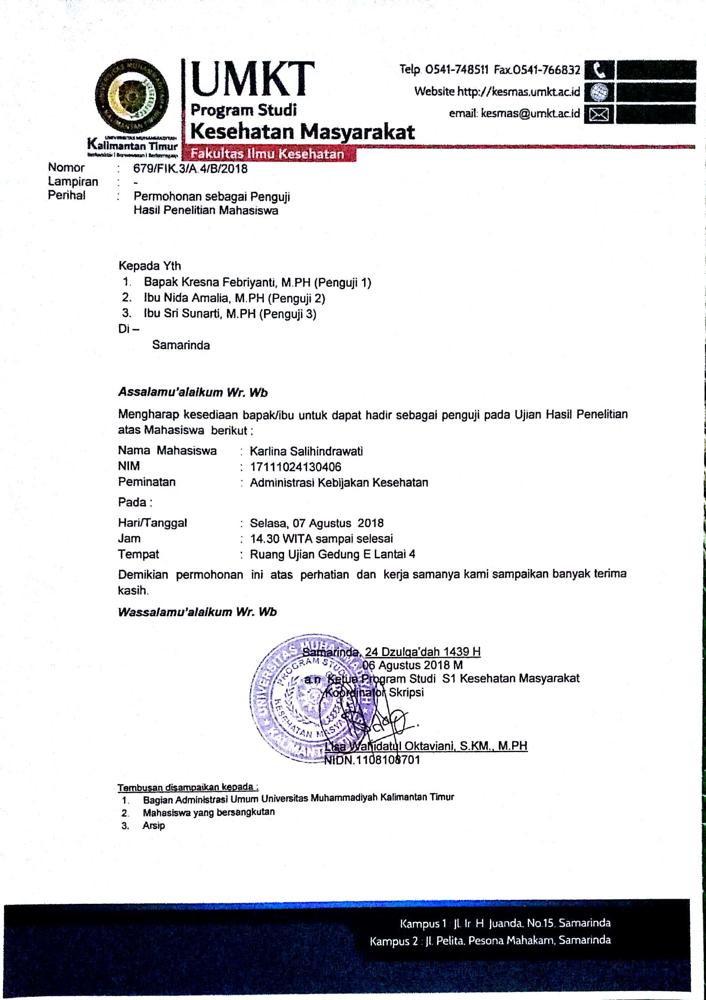 UMKT
Program Studi
Kesehatan Masyarakat
Fakultas Ilmu Kesehatan
UNIVERSITAS MUHAMMADIYAH
Kalimantan Timur
Berkarakter | Berwawasan | Berkemajuan
Telp. 0541-748511 Fax.0541-766832
Website http://kesmas.umkt.ac.id
email: kesmas@umkt.ac.id
Nomor : 679/FIK.3/A.4/B/2018
Lampiran : -
Perihal : Permohonan sebagai Penguji
Hasil Penelitian Mahasiswa
Kepada Yth
1. Bapak Kresna Febriyanti, M.PH (Penguji 1)
2. Ibu Nida Amalia, M.PH (Penguji 2)
3. Ibu Sri Sunarti, M.PH (Penguji 3)
Di –
Samarinda
Assalamu'alaikum Wr. Wb
Mengharap kesediaan bapak/ibu untuk dapat hadir sebagai penguji pada Ujian Hasil Penelitian
atas Mahasiswa berikut :
Nama Mahasiswa : Karlina Salihindrawati
NIM : 17111024130406
Peminatan : Administrasi Kebijakan Kesehatan
Pada :
Hari/Tanggal : Selasa, 07 Agustus 2018
Jam : 14.30 WITA sampai selesai
Tempat : Ruang Ujian Gedung E Lantai 4
Demikian permohonan ini atas perhatian dan kerja samanya kami sampaikan banyak terima
kasih.
Wassalamu'alaikum Wr. Wb
Samarinda, 24 Dzulqa'dah 1439 H
06 Agustus 2018 M
a.n Ketua Program Studi S1 Kesehatan Masyarakat
Koordinator Skripsi
UNIVERSITAS MUHAMMADIYAH
KALIMANTAN TIMUR
PROGRAM STUDI
KESEHATAN MASYARAKAT
Lisa Wahidatul Oktaviani, S.KM., M.PH
NIDN.1108108701
Tembusan disampaikan kepada :
1. Bagian Administrasi Umum Universitas Muhammadiyah Kalimantan Timur
2. Mahasiswa yang bersangkutan
3. Arsip
Kampus 1 : Jl. Ir. H. Juanda, No.15, Samarinda
Kampus 2 : Jl. Pelita, Pesona Mahakam, Samarinda